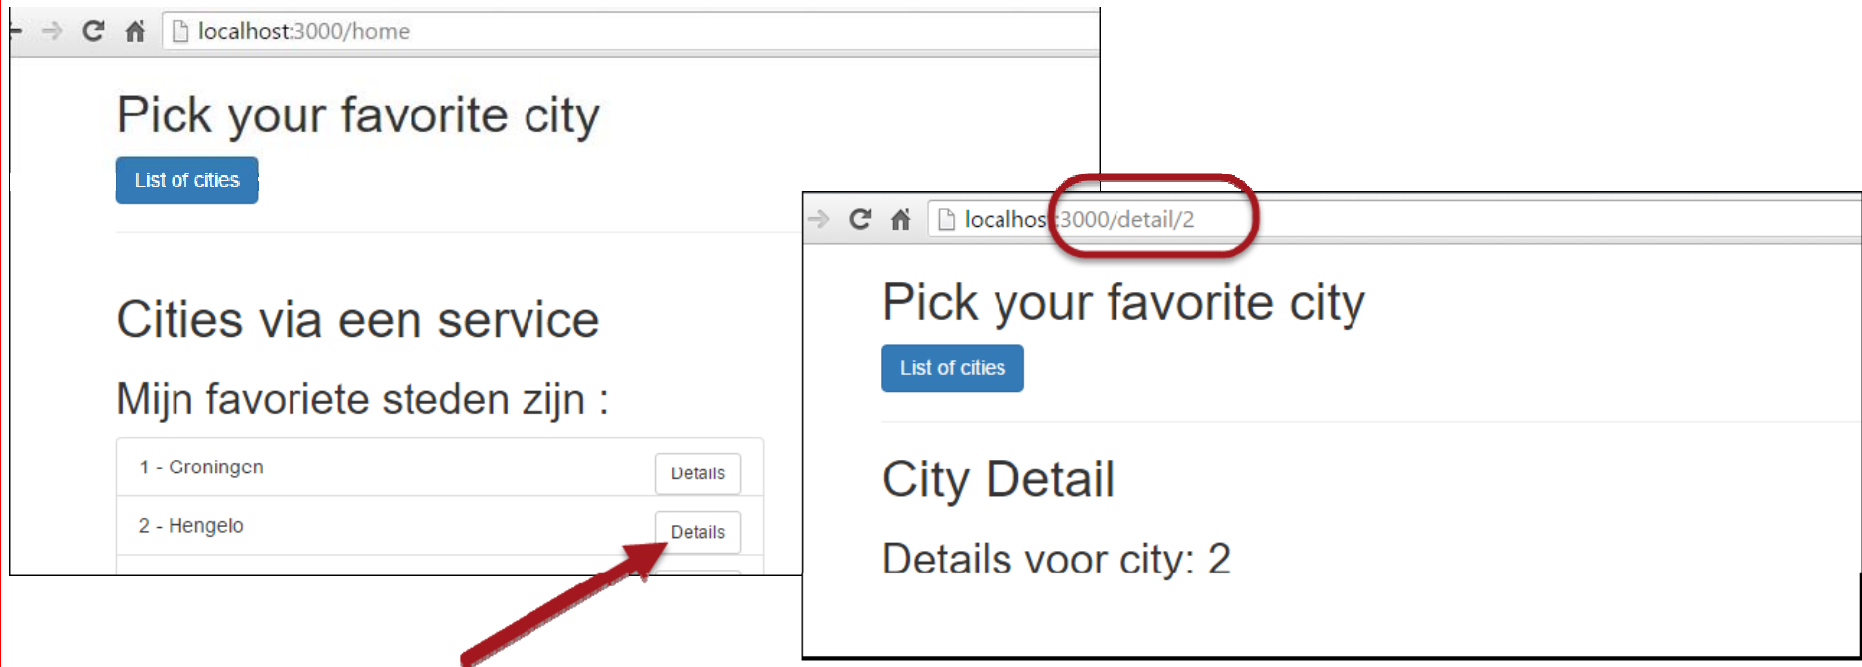 localhost:3000/home
Pick your favorite city
List of cities
Cities via een service
Mijn favoriete steden zijn :
1 - Groningen
Details
2 - Hengelo
Details
localhost:3000/detail/2
Pick your favorite city
List of cities
City Detail
Details voor city: 2